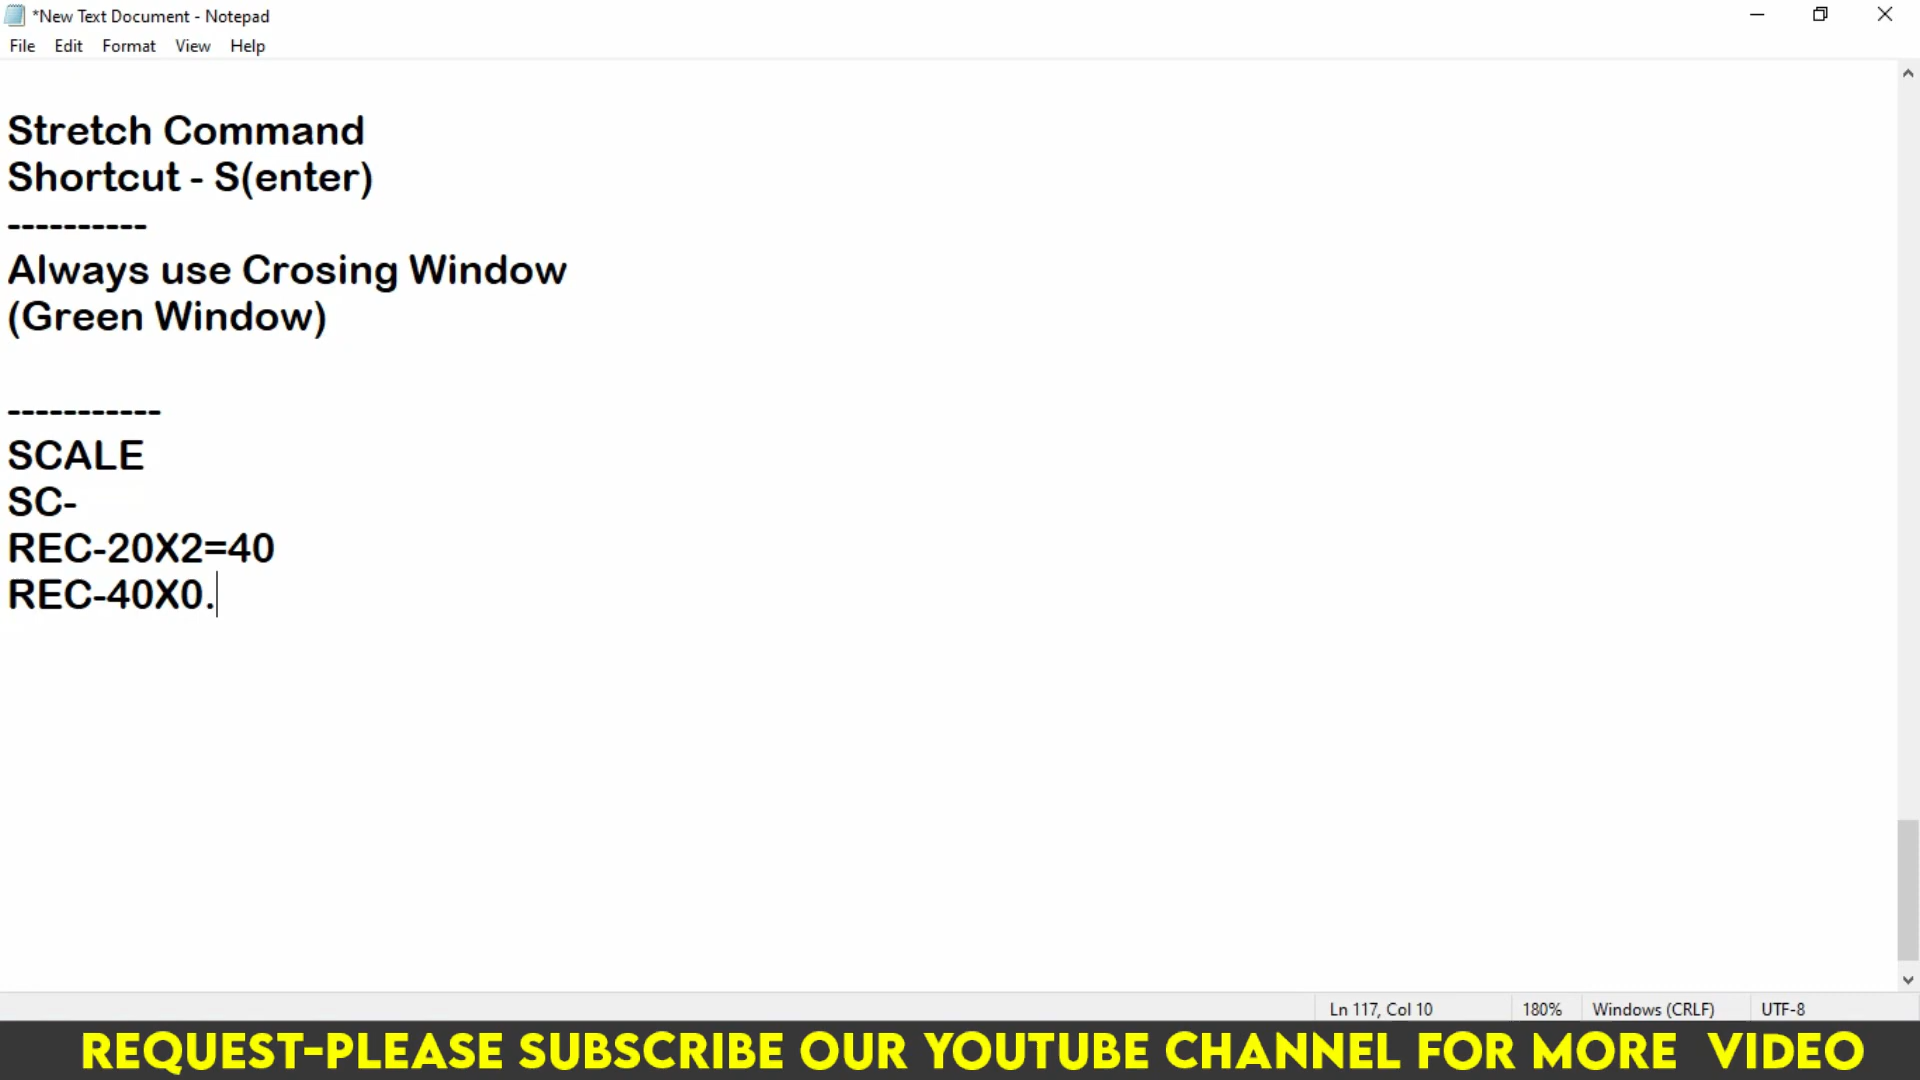 *New Text Document - Notepad
File Edit Format View Help
Stretch Command
Shortcut - S(enter)
----------
Always use Crosing Window
(Green Window)
-----------
SCALE
SC-
REC-20X2=40
REC-40X0.
Ln 117, Col 10 180% Windows (CRLF) UTF-8
REQUEST-PLEASE SUBSCRIBE OUR YOUTUBE CHANNEL FOR MORE VIDEO